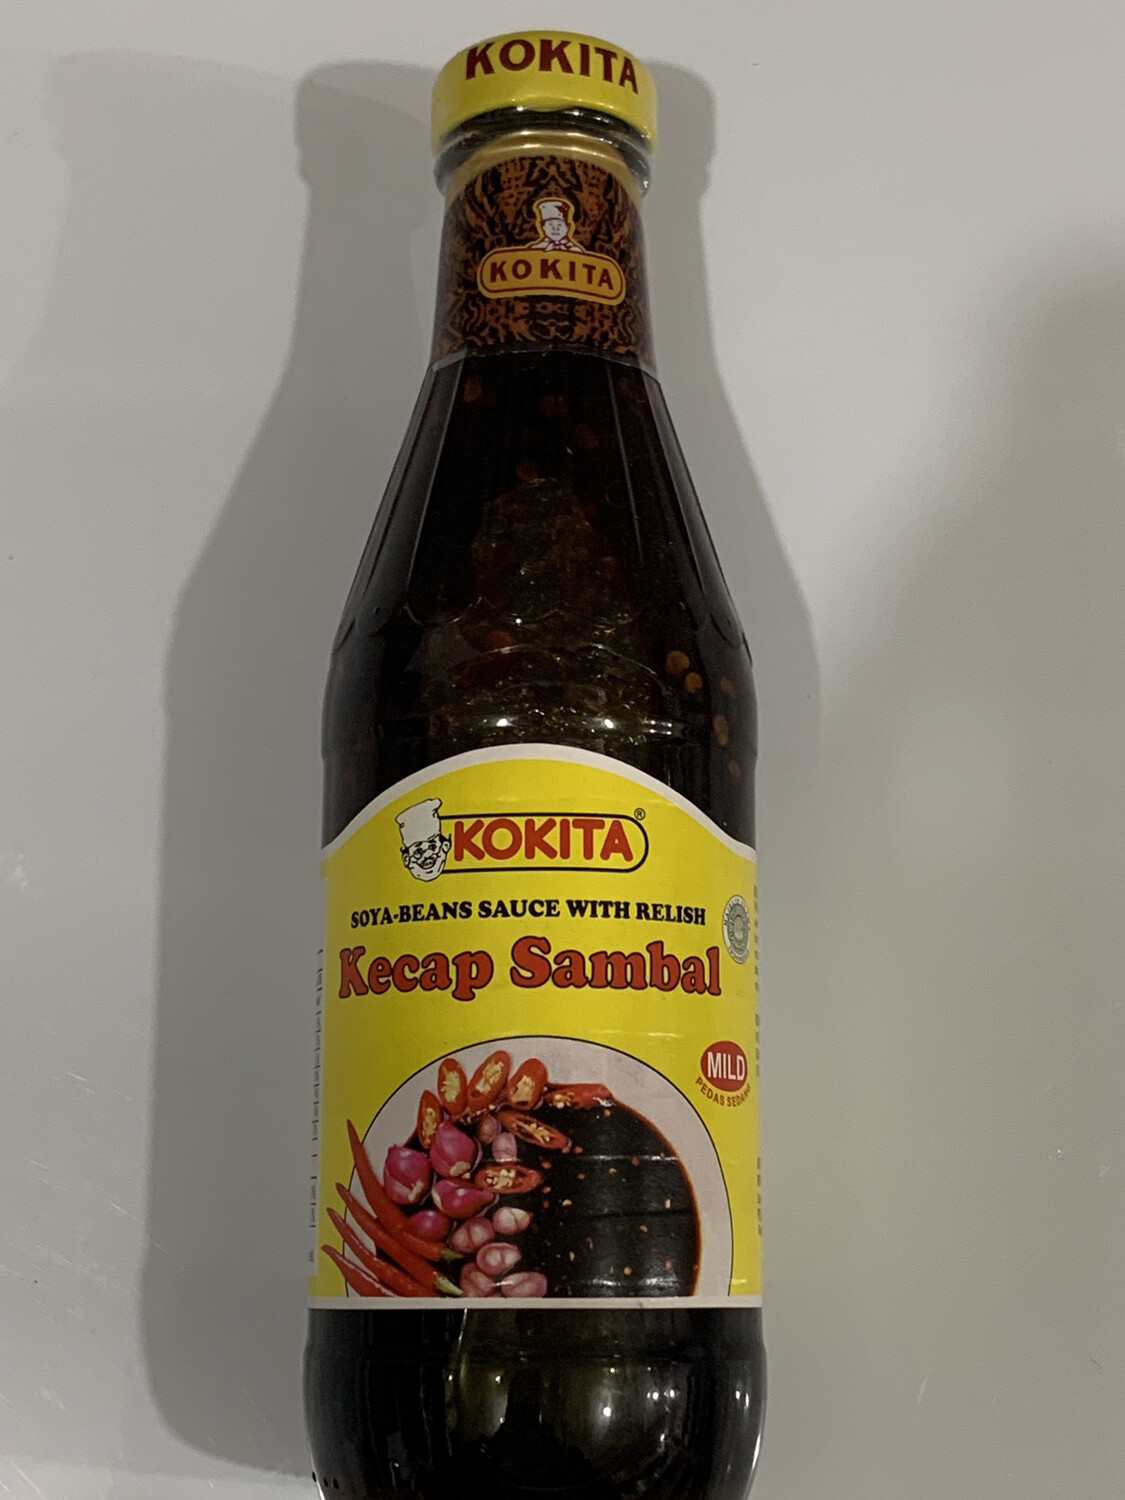 KOKITA
KOKITA
KOKITA®
SOYA-BEANS SAUCE WITH RELISH
Kecap Sambal
MILD
PEDAS SEDANG